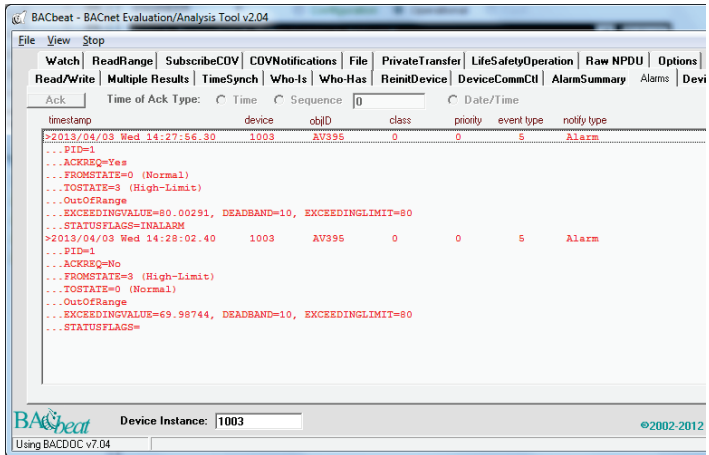 BACbeat - BACnet Evaluation/Analysis Tool v2.04
File View Stop
Watch ReadRange SubscribeCOV COVNotifications File PrivateTransfer LifeSafetyOperation Raw NPDU Options
Read/Write Multiple Results TimeSynch Who-Is Who-Has ReinitDevice DeviceCommCtl AlarmSummary Alarms Devi
Ack Time of Ack Type: Time Sequence 0 Date/Time
timestamp device objID class priority event type notify type
>2013/04/03 Wed 14:27:56.30 1003 AV395 0 0 5 Alarm
...PID=1
...ACKREQ=Yes
...FROMSTATE=0 (Normal)
...TOSTATE=3 (High-Limit)
...OutOfRange
...EXCEEDINGVALUE=80.00291, DEADBAND=10, EXCEEDINGLIMIT=80
...STATUSFLAGS=INALARM
>2013/04/03 Wed 14:28:02.40 1003 AV395 0 0 5 Alarm
...PID=1
...ACKREQ=No
...FROMSTATE=3 (High-Limit)
...TOSTATE=0 (Normal)
...OutOfRange
...EXCEEDINGVALUE=69.98744, DEADBAND=10, EXCEEDINGLIMIT=80
...STATUSFLAGS=
BACbeat Device Instance: 1003 ©2002-2012
Using BACDOC v7.04